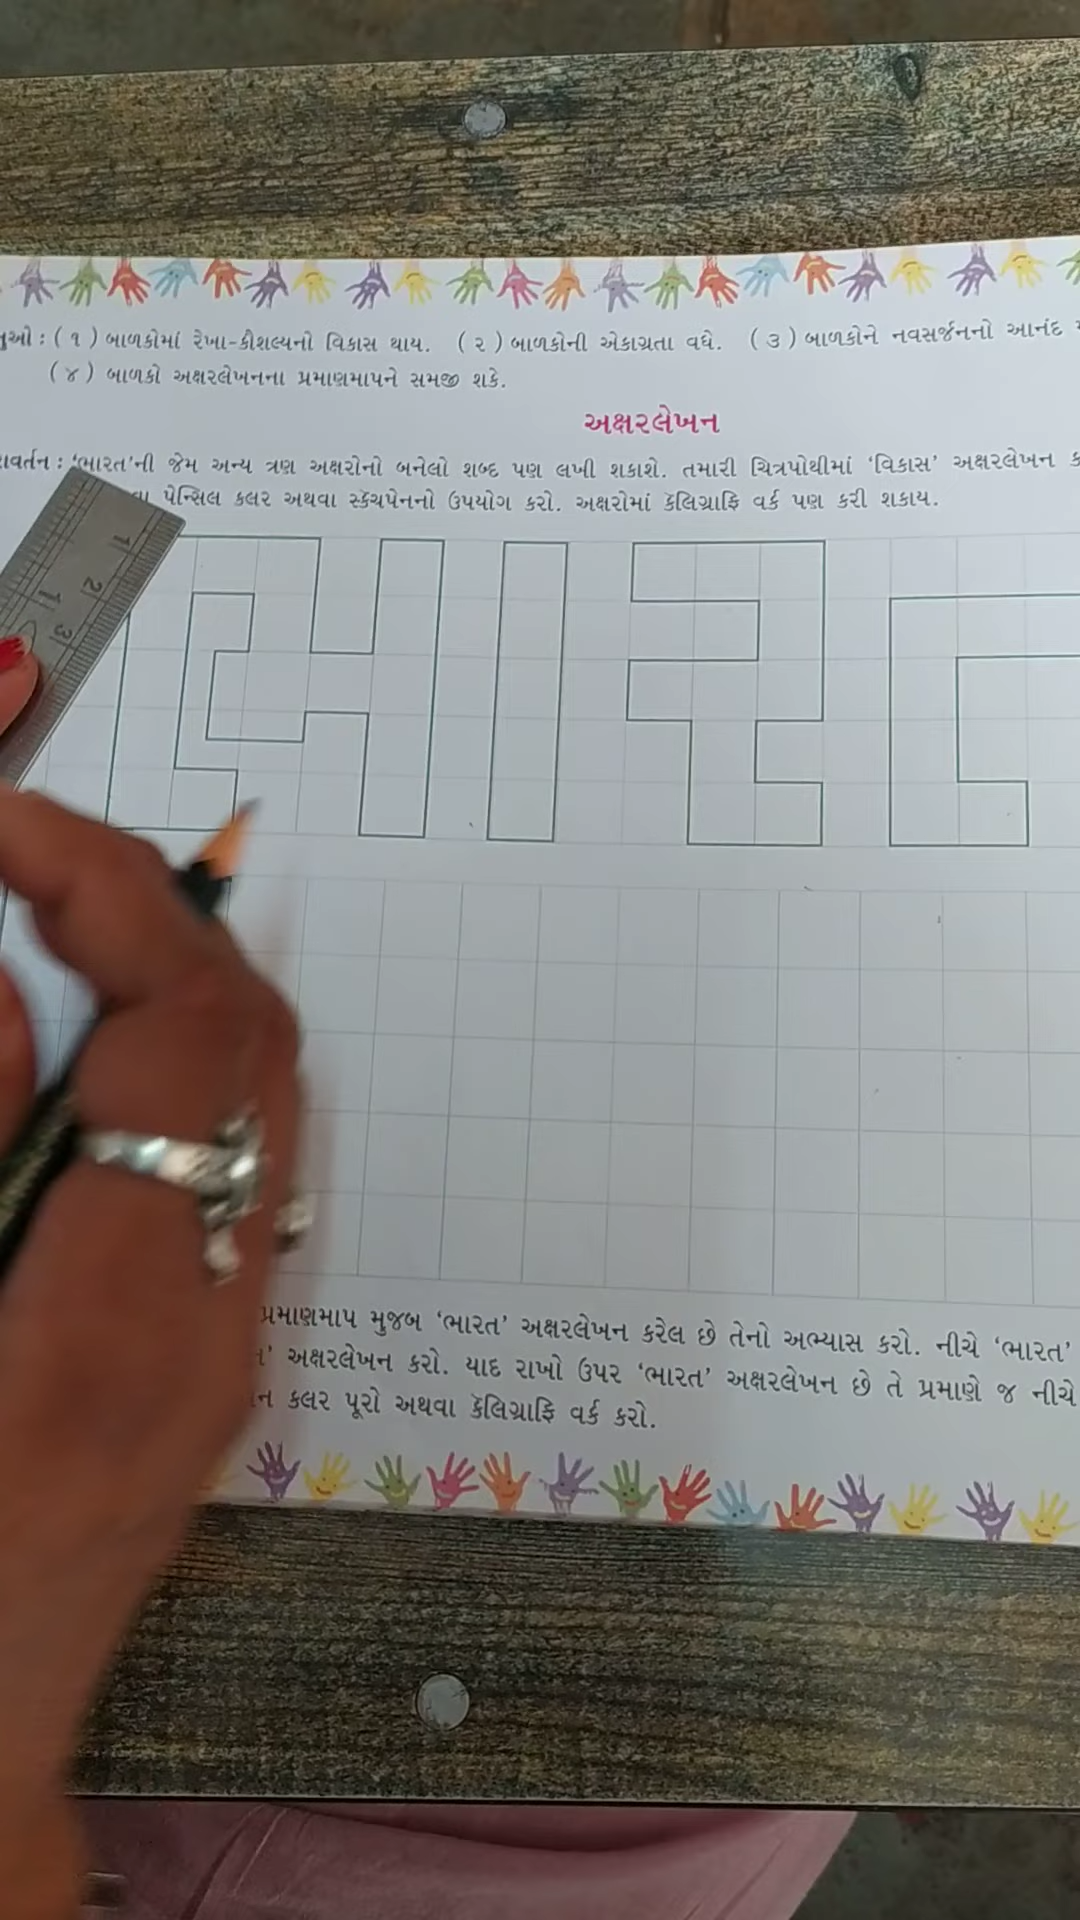 (૧) બાળકોમાં રેખા-કૌશલ્યનો વિકાસ થાય. (૨) બાળકોની એકાગ્રતા વધે. (૩) બાળકોને નવસર્જનનો આનંદ
(૪) બાળકો અક્ષરલેખનના પ્રમાણમાપને સમજી શકે.
અક્ષરલેખન
'ભારત'ની જેમ અન્ય ત્રણ અક્ષરોનો બનેલો શબ્દ પણ લખી શકાશે. તમારી ચિત્રપોથીમાં 'વિકાસ' અક્ષરલેખન
પેન્સિલ કલર અથવા સ્કેચપેનનો ઉપયોગ કરો. અક્ષરોમાં કૅલિગ્રાફિ વર્ક પણ કરી શકાય.
1 2 3
1
ભારત
પ્રમાણમાપ મુજબ 'ભારત' અક્ષરલેખન કરેલ છે તેનો અભ્યાસ કરો. નીચે 'ભારત'
અક્ષરલેખન કરો. યાદ રાખો ઉપર 'ભારત' અક્ષરલેખન છે તે પ્રમાણે જ નીચે
કલર પૂરો અથવા કૅલિગ્રાફિ વર્ક કરો.